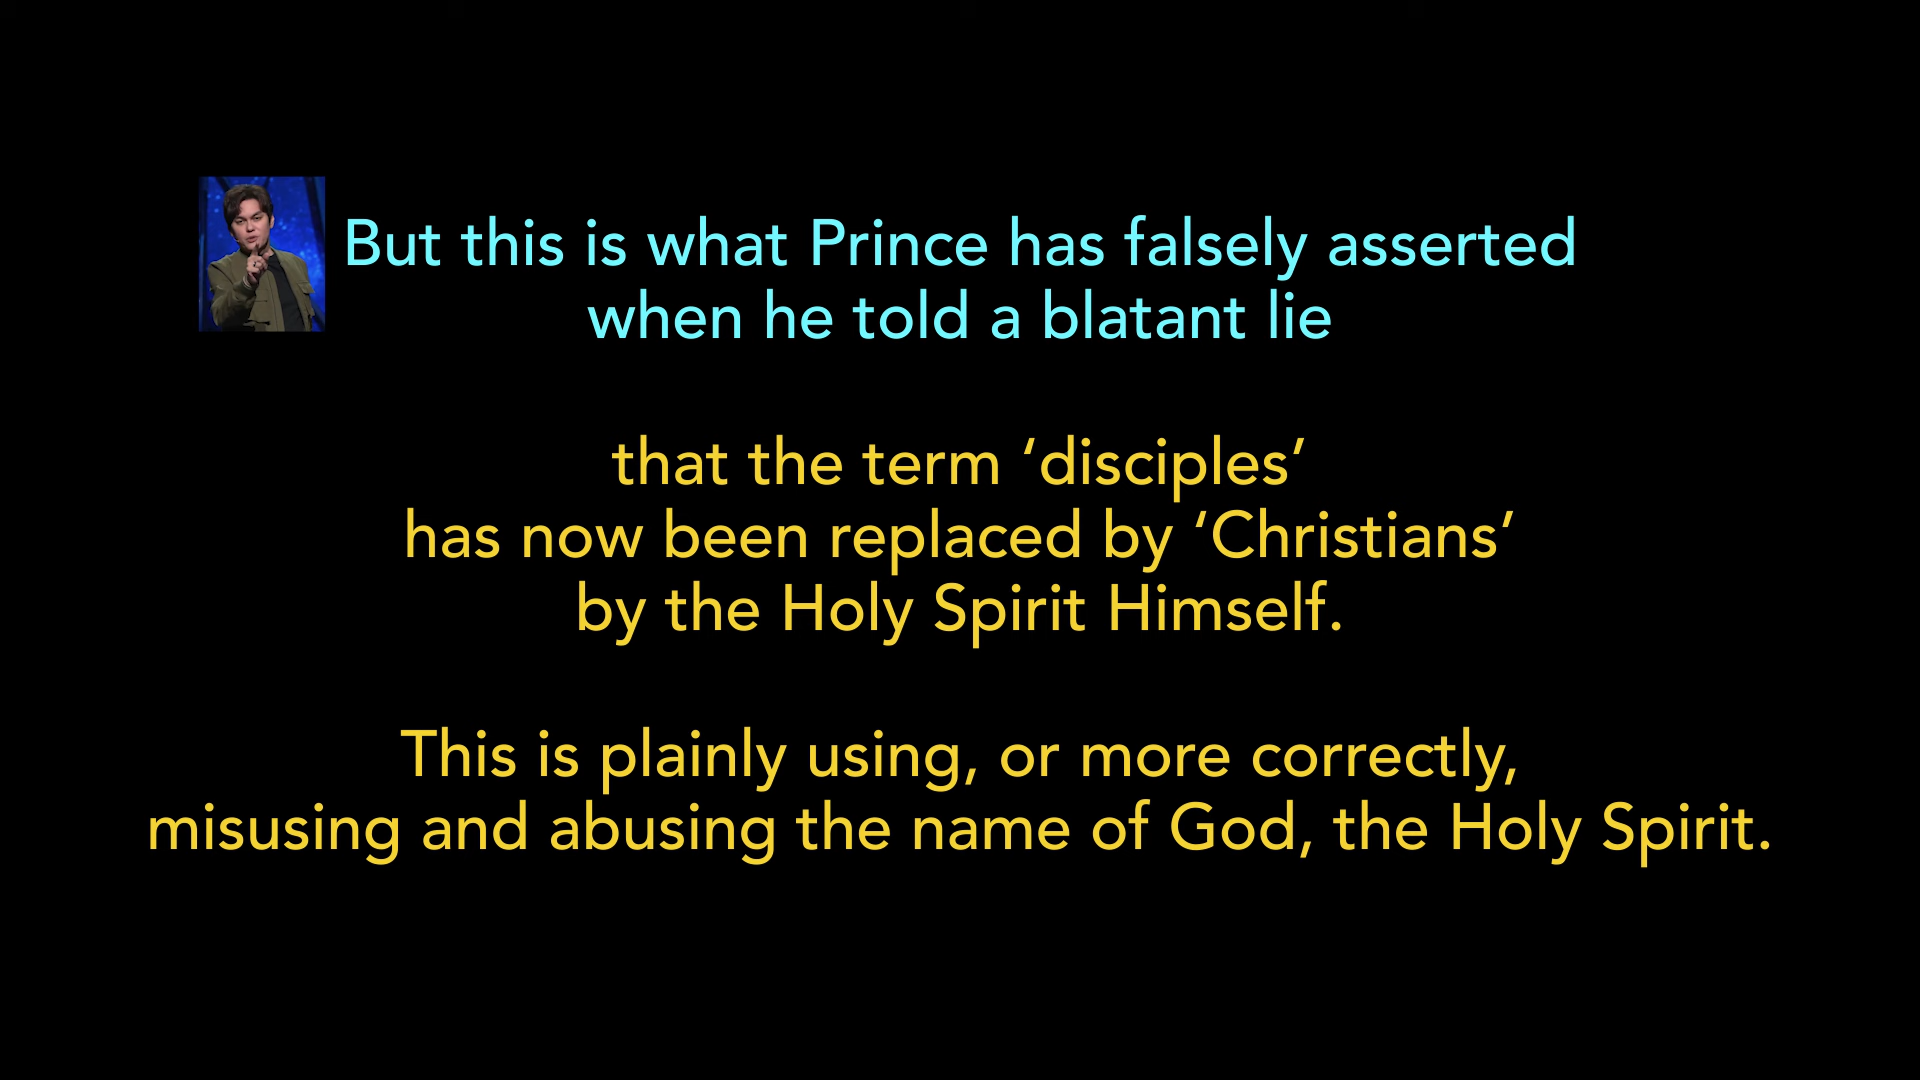 But this is what Prince has falsely asserted
when he told a blatant lie
that the term ‘disciples’
has now been replaced by ‘Christians’
by the Holy Spirit Himself.
This is plainly using, or more correctly,
misusing and abusing the name of God, the Holy Spirit.